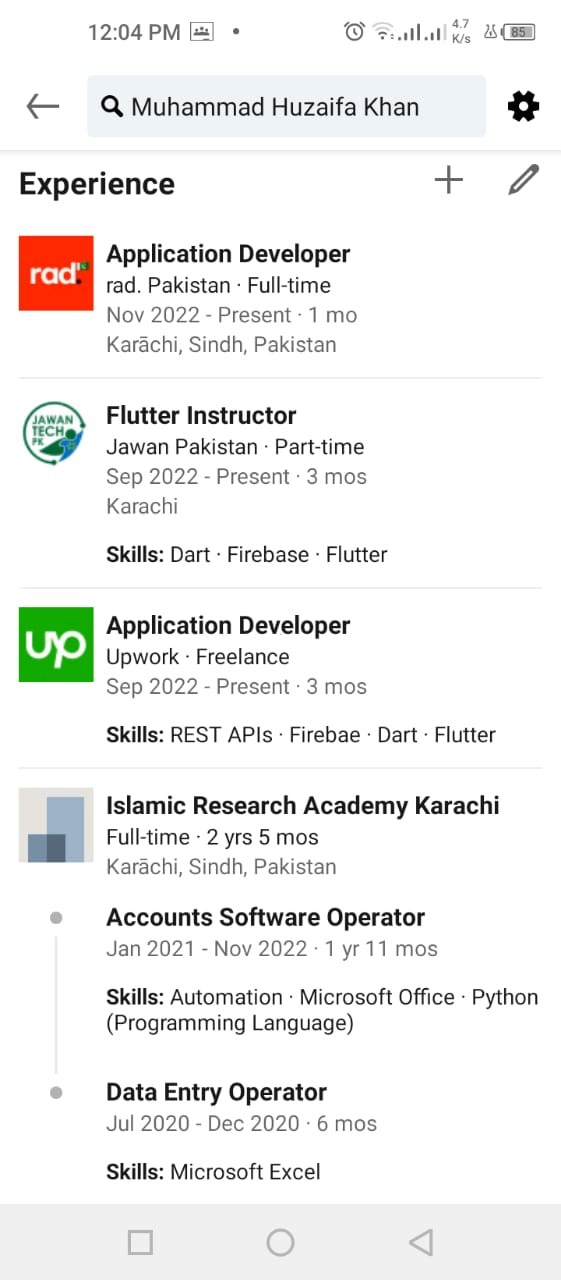 12:04 PM
4.7
K/s
85
Muhammad Huzaifa Khan
Experience
rad.
Application Developer
rad. Pakistan · Full-time
Nov 2022 - Present · 1 mo
Karāchi, Sindh, Pakistan
JAWAN
TECH
PK
Flutter Instructor
Jawan Pakistan · Part-time
Sep 2022 - Present · 3 mos
Karachi
Skills: Dart · Firebase · Flutter
up
Application Developer
Upwork · Freelance
Sep 2022 - Present · 3 mos
Skills: REST APIs · Firebae · Dart · Flutter
Islamic Research Academy Karachi
Full-time · 2 yrs 5 mos
Karāchi, Sindh, Pakistan
Accounts Software Operator
Jan 2021 - Nov 2022 · 1 yr 11 mos
Skills: Automation · Microsoft Office · Python
(Programming Language)
Data Entry Operator
Jul 2020 - Dec 2020 · 6 mos
Skills: Microsoft Excel